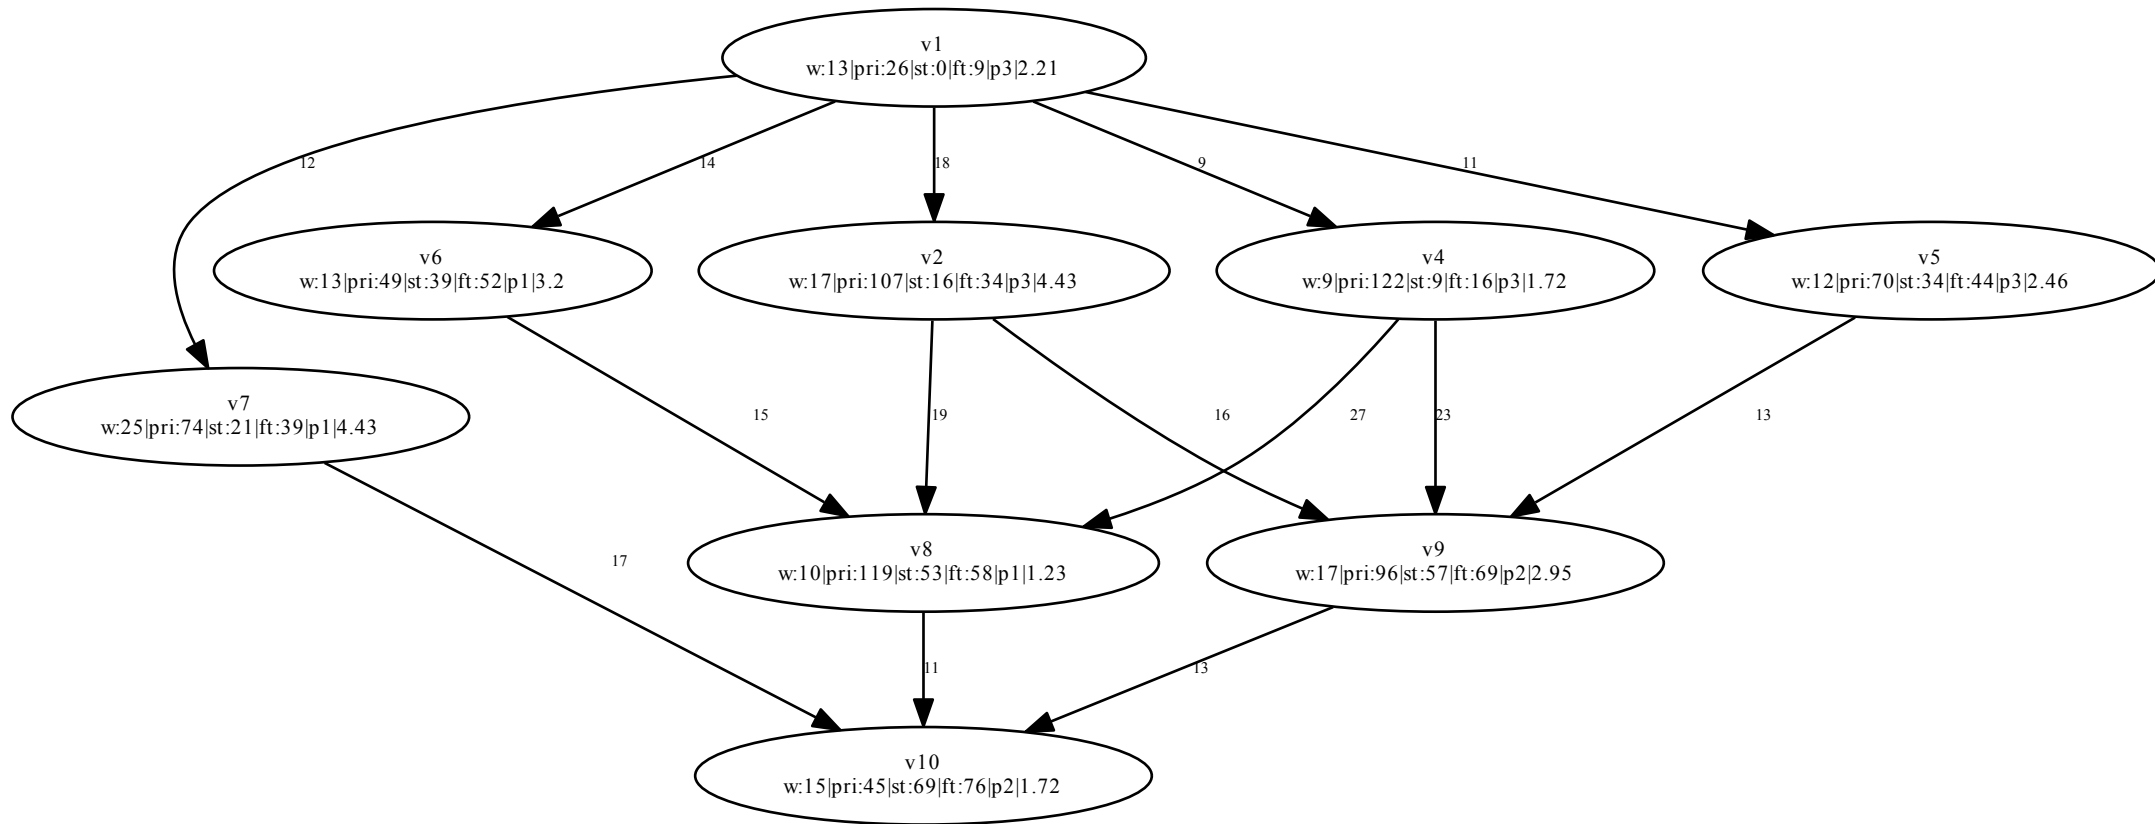 v1
w:13|pri:26|st:0|ft:9|p3|2.21
12
14
18
9
11
v6
w:13|pri:49|st:39|ft:52|p1|3.2
v2
w:17|pri:107|st:16|ft:34|p3|4.43
v4
w:9|pri:122|st:9|ft:16|p3|1.72
v5
w:12|pri:70|st:34|ft:44|p3|2.46
v7
w:25|pri:74|st:21|ft:39|p1|4.43
15
19
16
27
23
13
v8
w:10|pri:119|st:53|ft:58|p1|1.23
v9
w:17|pri:96|st:57|ft:69|p2|2.95
17
11
13
v10
w:15|pri:45|st:69|ft:76|p2|1.72